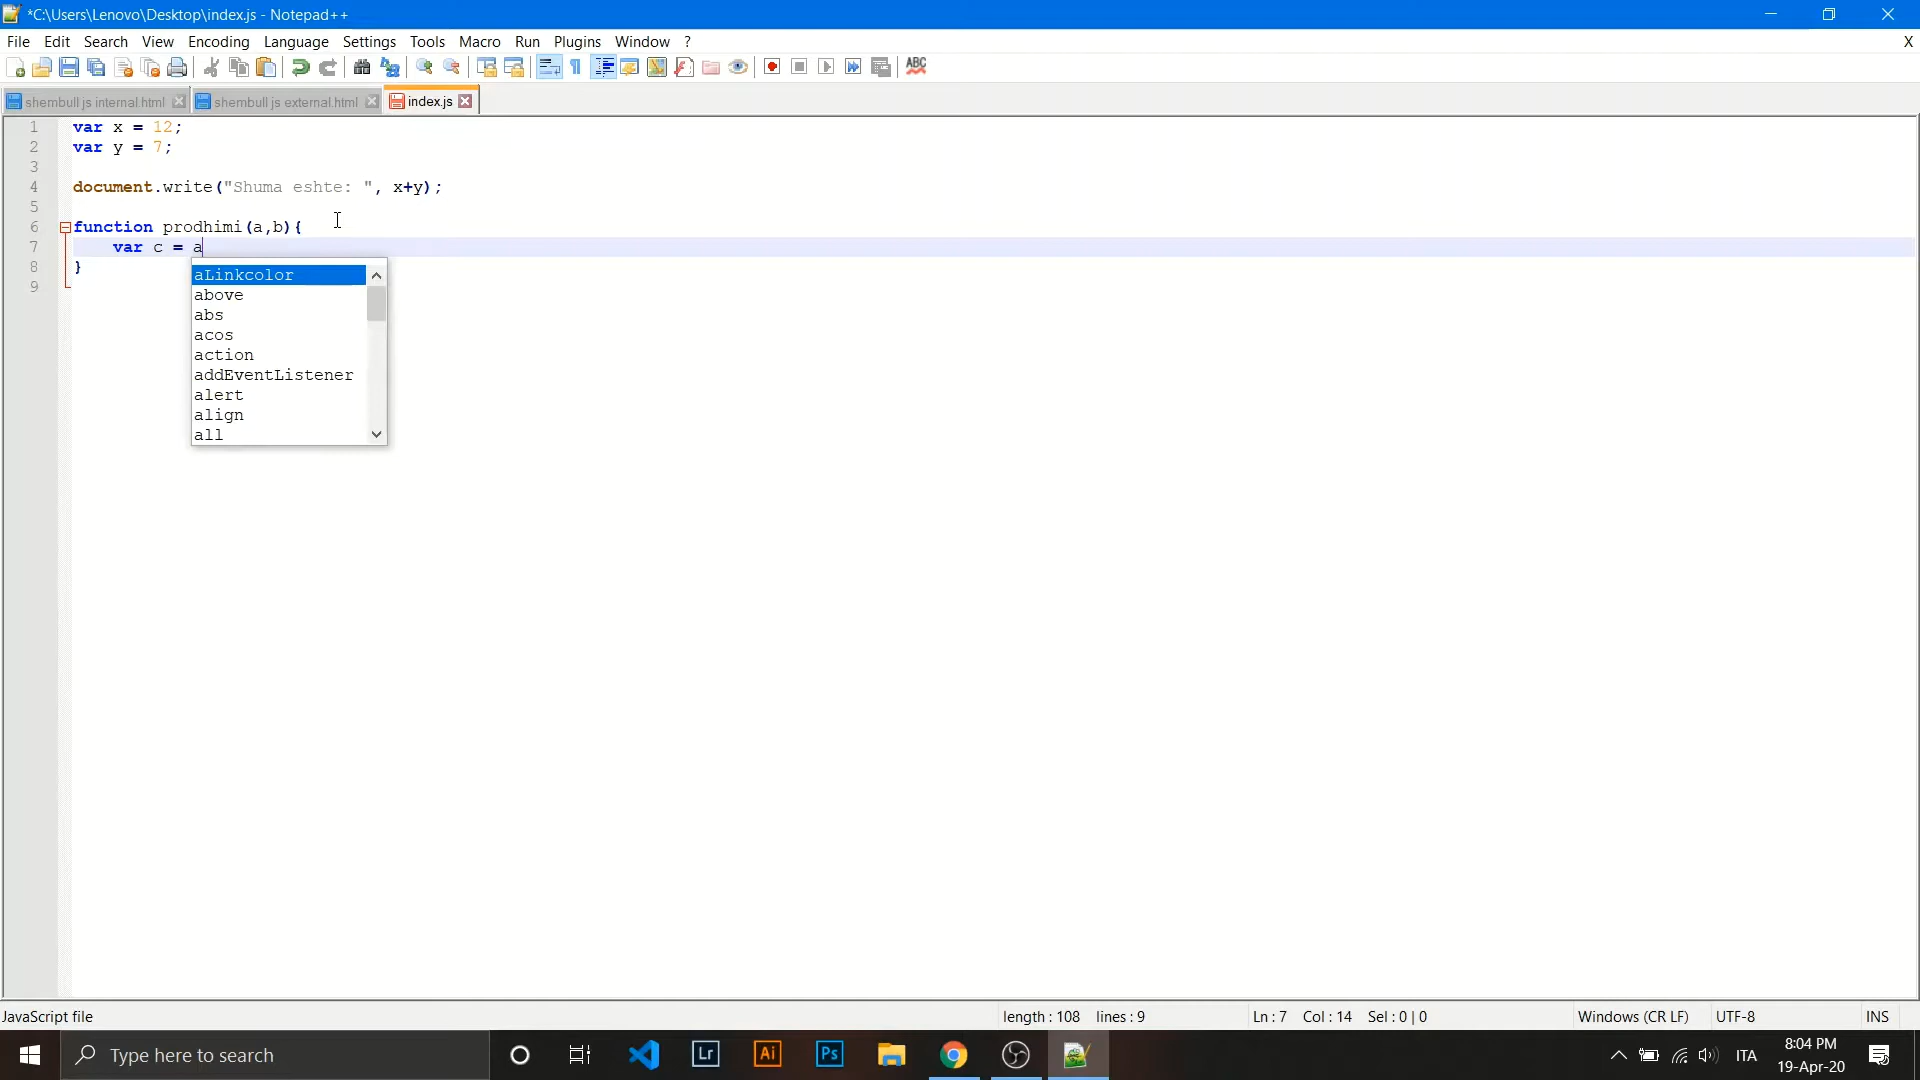 *C:\Users\Lenovo\Desktop\index.js - Notepad++
File Edit Search View Encoding Language Settings Tools Macro Run Plugins Window ? X
ABC
shembull js internal.html shembull js external.html index.js
1 var x = 12;
2 var y = 7;
3
4 document.write("Shuma eshte: ", x+y);
5
6 function prodhimi(a,b){
7 var c = a
8 }
9
aLinkcolor
above
abs
acos
action
addEventListener
alert
align
all
JavaScript file length : 108 lines : 9 Ln : 7 Col : 14 Sel : 0 | 0 Windows (CR LF) UTF-8 INS
Type here to search Lr Ai Ps ITA 8:04 PM
19-Apr-20